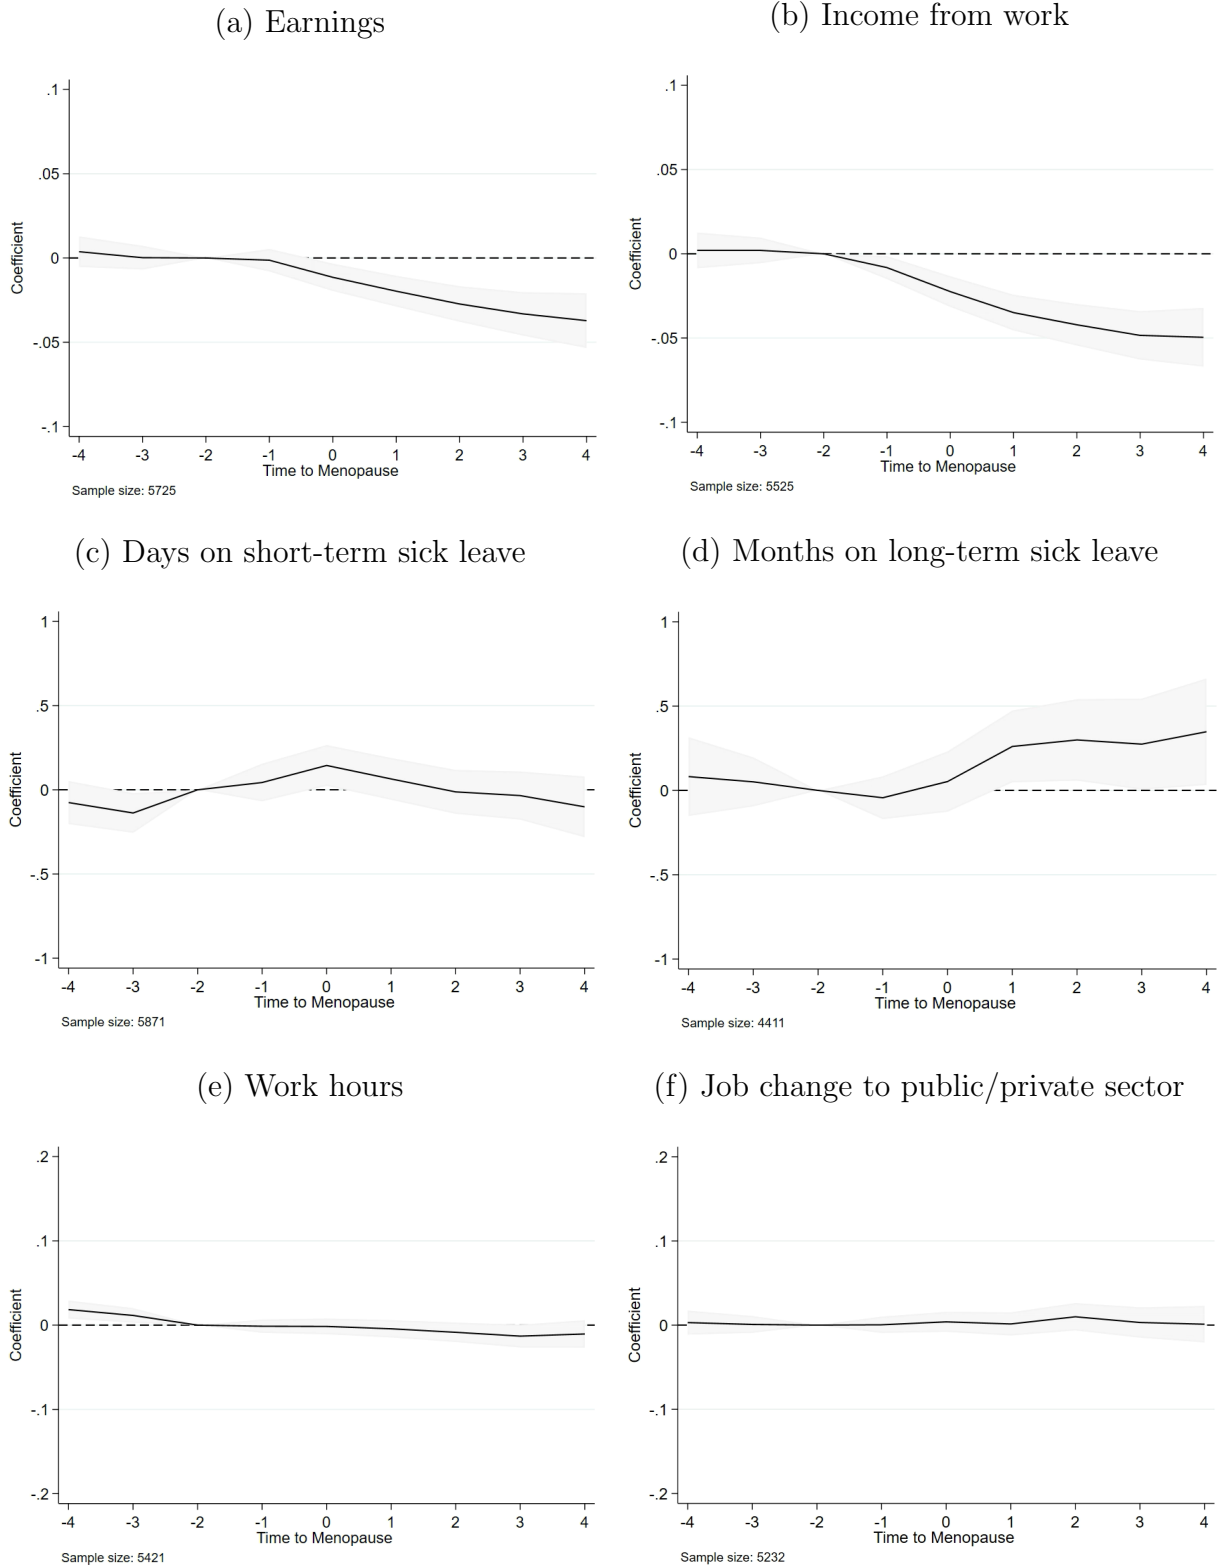 (a) Earnings
.1
.05
0
-.05
-.1
Coefficient
-4 -3 -2 -1 0 1 2 3 4
Time to Menopause
Sample size: 5725
(b) Income from work
.1
.05
0
-.05
-.1
Coefficient
-4 -3 -2 -1 0 1 2 3 4
Time to Menopause
Sample size: 5525
(c) Days on short-term sick leave
1
.5
0
-.5
-1
Coefficient
-4 -3 -2 -1 0 1 2 3 4
Time to Menopause
Sample size: 5871
(d) Months on long-term sick leave
1
.5
0
-.5
-1
Coefficient
-4 -3 -2 -1 0 1 2 3 4
Time to Menopause
Sample size: 4411
(e) Work hours
.2
.1
0
-.1
-.2
Coefficient
-4 -3 -2 -1 0 1 2 3 4
Time to Menopause
Sample size: 5421
(f) Job change to public/private sector
.2
.1
0
-.1
-.2
Coefficient
-4 -3 -2 -1 0 1 2 3 4
Time to Menopause
Sample size: 5232